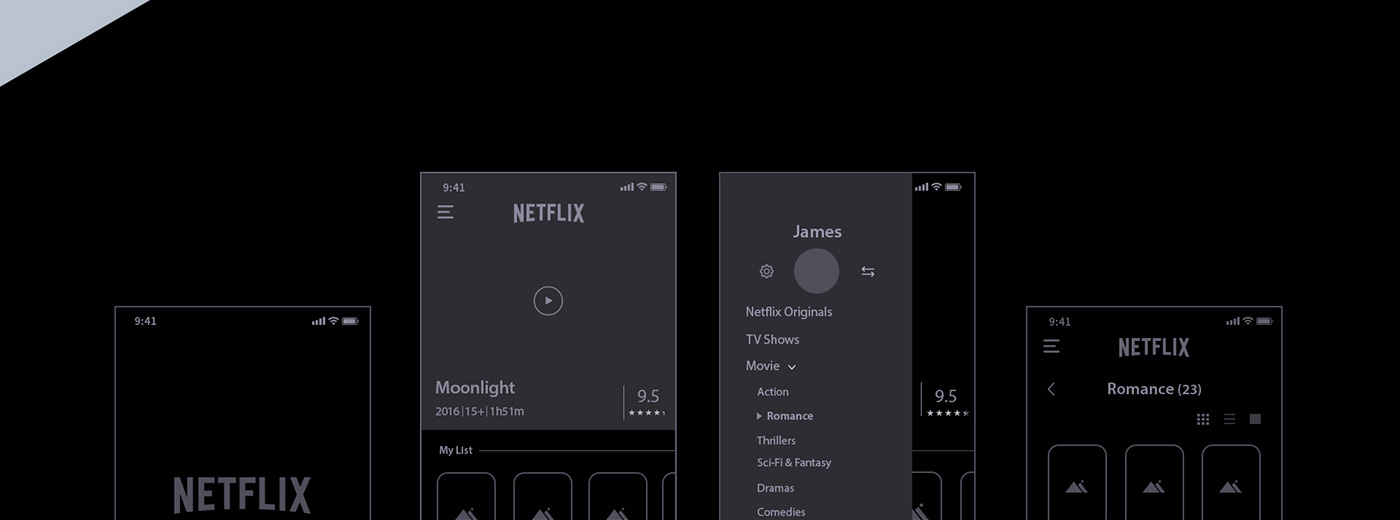 9:41
NETFLIX
9:41
NETFLIX
Moonlight
2016 | 15+ | 1h51m
9.5
My List
James
Netflix Originals
TV Shows
Movie
Action
Romance
Thrillers
Sci-Fi & Fantasy
Dramas
Comedies
9.5
9:41
NETFLIX
Romance (23)